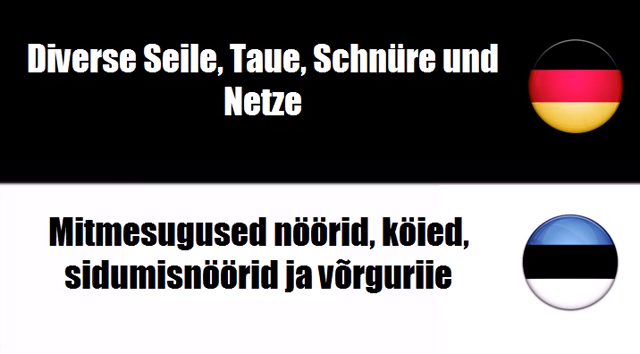 Diverse Seile, Taue, Schnüre und
Netze
Mitmesugused nöörid, köied,
sidumisnöörid ja võrguriie